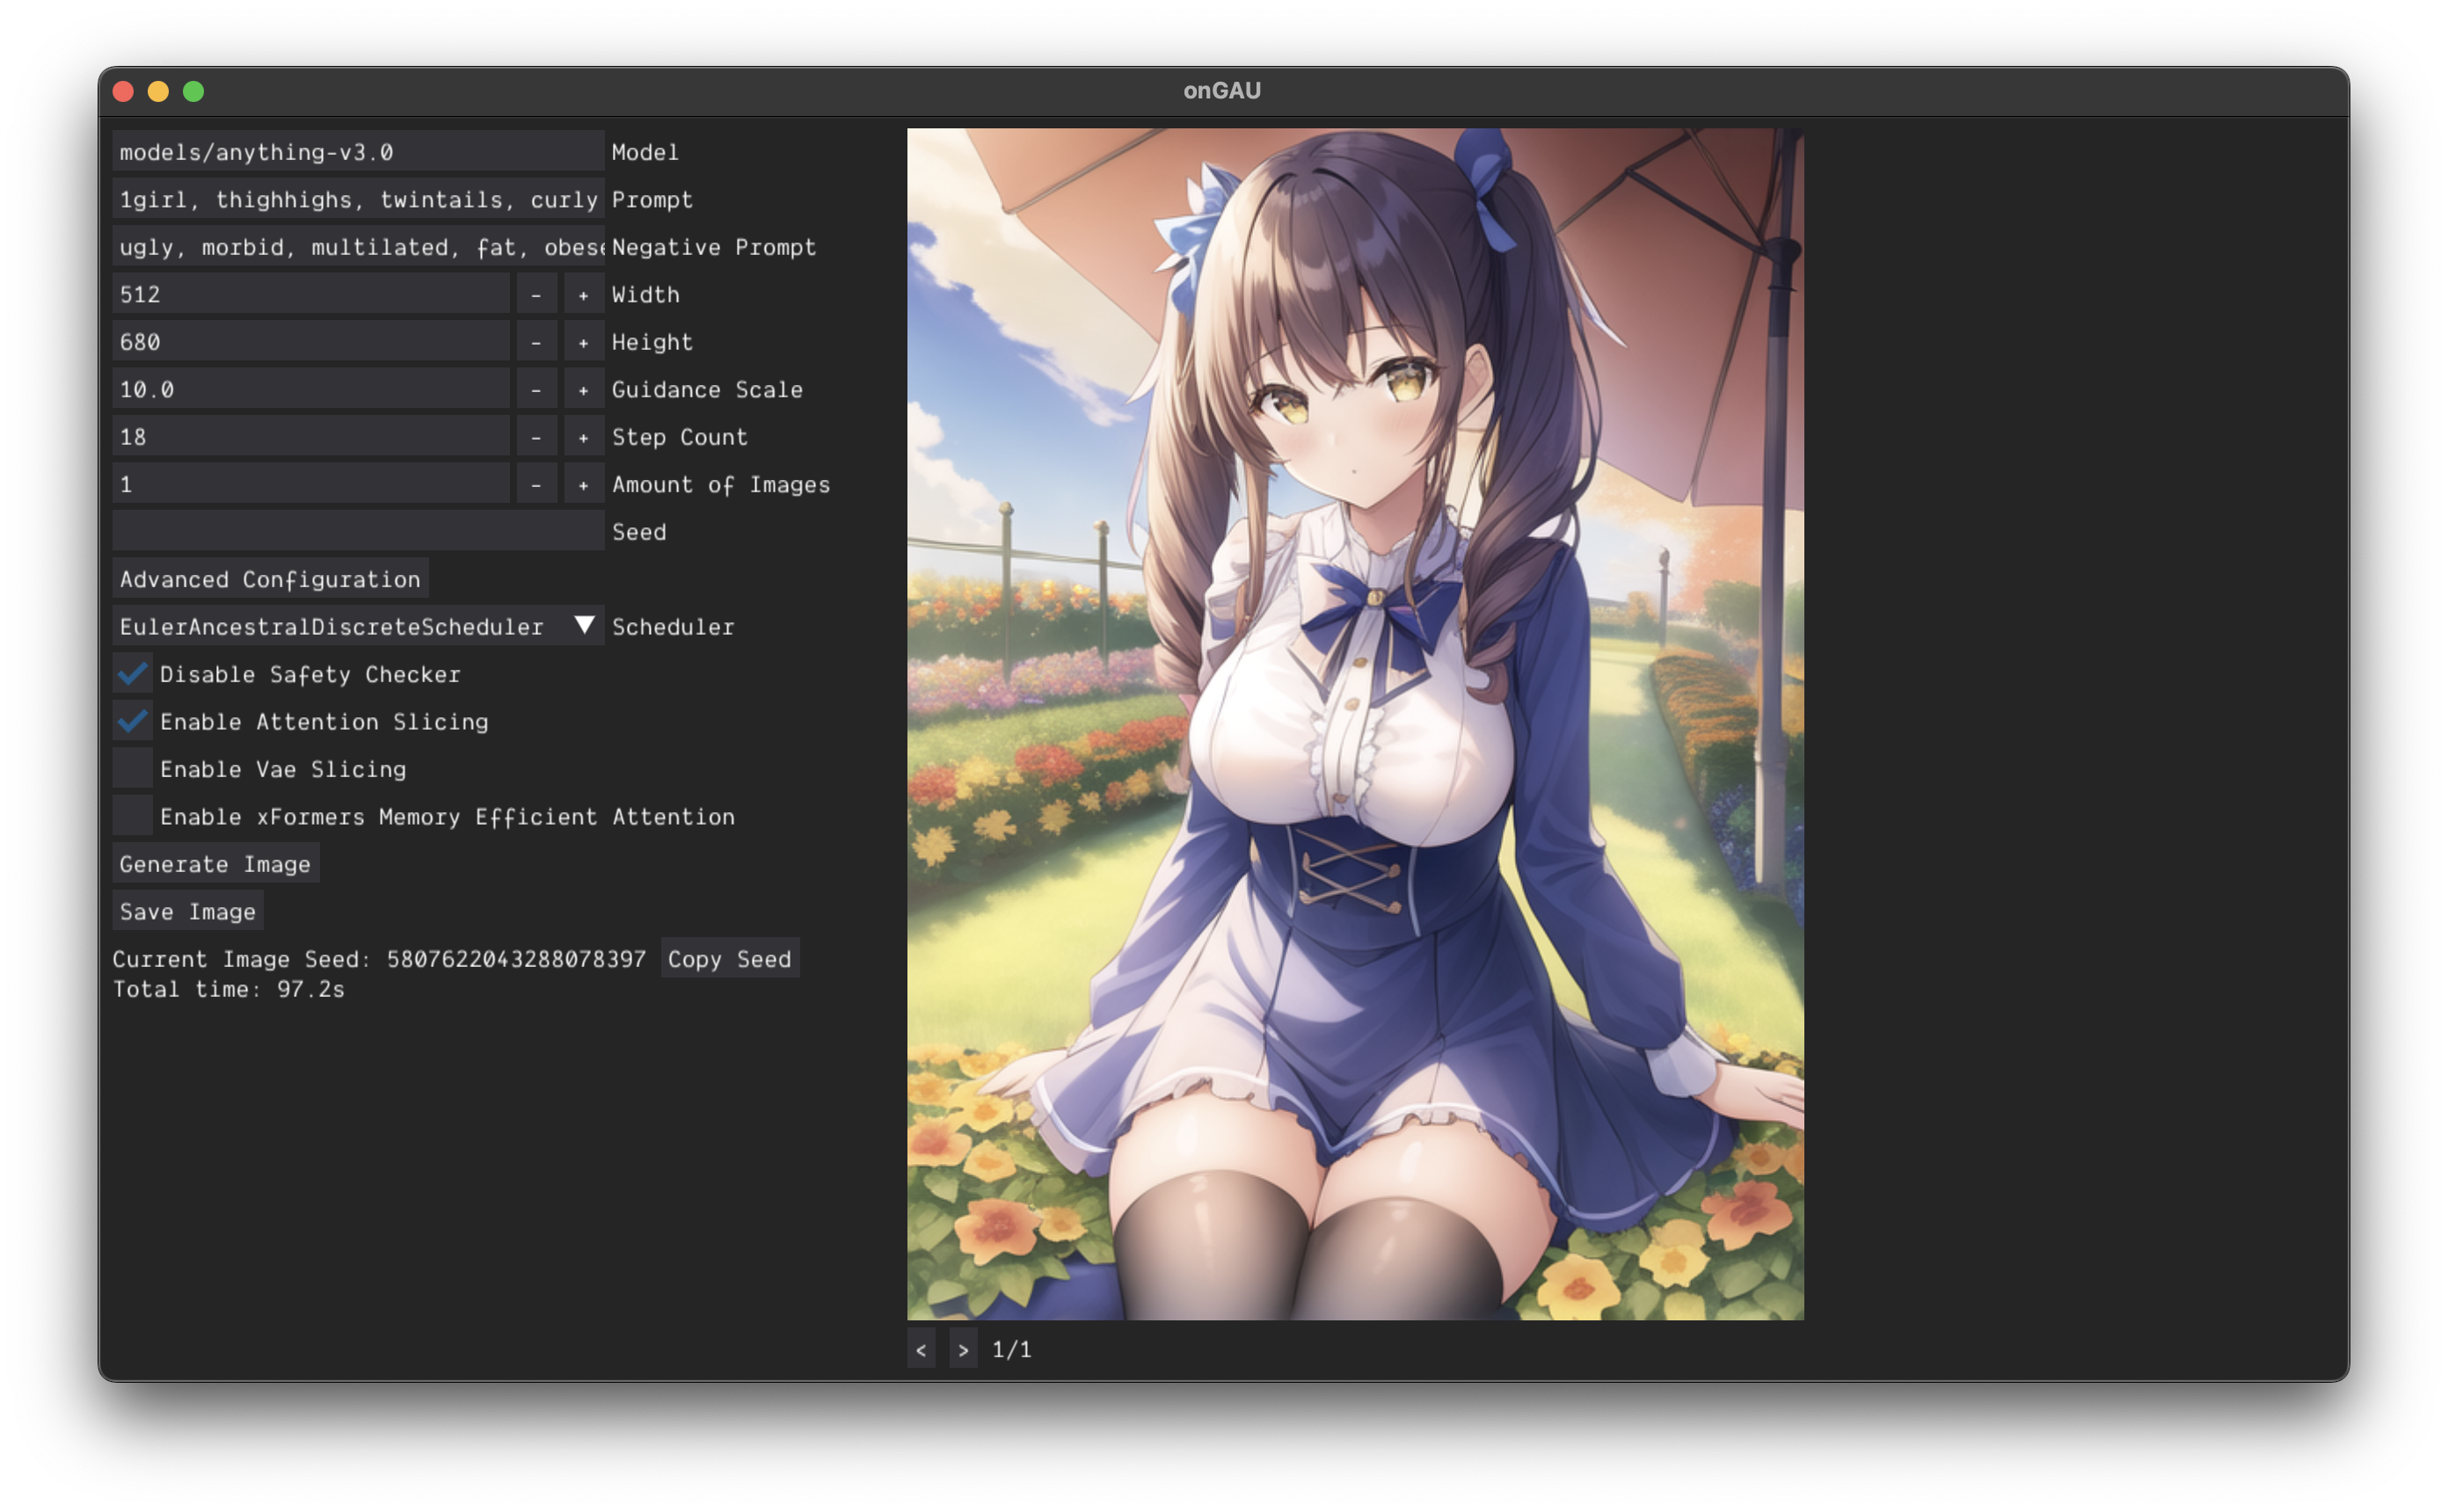 onGAU
models/anything-v3.0 Model
1girl, thighhighs, twintails, curly Prompt
ugly, morbid, multilated, fat, obese Negative Prompt
512 - + Width
680 - + Height
10.0 - + Guidance Scale
18 - + Step Count
1 - + Amount of Images
Seed
Advanced Configuration
EulerAncestralDiscreteScheduler Scheduler
Disable Safety Checker
Enable Attention Slicing
Enable Vae Slicing
Enable xFormers Memory Efficient Attention
Generate Image
Save Image
Current Image Seed: 5807622043288078397 Copy Seed
Total time: 97.2s
< > 1/1